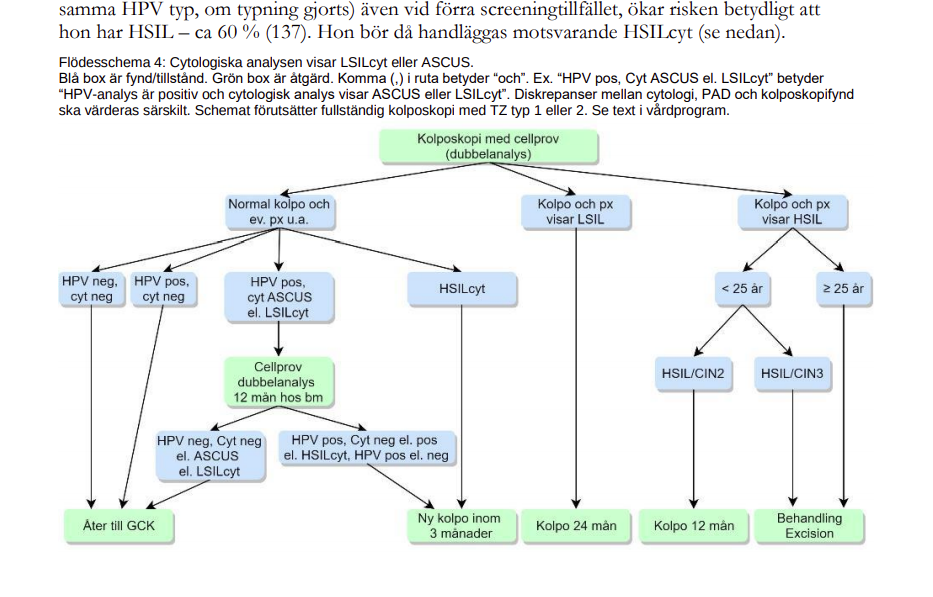 samma HPV typ, om typning gjorts) även vid förra screeningtillfället, ökar risken betydligt att
hon har HSIL – ca 60 % (137). Hon bör då handläggas motsvarande HSILcyt (se nedan).
Flödesschema 4: Cytologiska analysen visar LSILcyt eller ASCUS.
Blå box är fynd/tillstånd. Grön box är åtgärd. Komma (,) i ruta betyder “och”. Ex. “HPV pos, Cyt ASCUS el. LSILcyt” betyder
“HPV-analys är positiv och cytologisk analys visar ASCUS eller LSILcyt”. Diskrepanser mellan cytologi, PAD och kolposkopifynd
ska värderas särskilt. Schemat förutsätter fullständig kolposkopi med TZ typ 1 eller 2. Se text i vårdprogram.
Kolposkopi med cellprov
(dubbelanalys)
Normal kolpo och
ev. px u.a.
Kolpo och px
visar LSIL
Kolpo och px
visar HSIL
HPV neg,
cyt neg
HPV pos,
cyt neg
HPV pos,
cyt ASCUS
el. LSILcyt
HSILcyt
< 25 år
≥ 25 år
Cellprov
dubbelanalys
12 mån hos bm
HSIL/CIN2
HSIL/CIN3
HPV neg, Cyt neg
el. ASCUS
el. LSILcyt
HPV pos, Cyt neg el. pos
el. HSILcyt, HPV pos el. neg
Åter till GCK
Ny kolpo inom
3 månader
Kolpo 24 mån
Kolpo 12 mån
Behandling
Excision